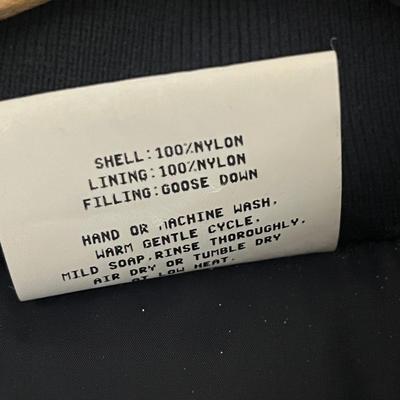 SHELL:100%NYLON
LINING:100%NYLON
FILLING:GOOSE DOWN
HAND OR MACHINE WASH,
WARM GENTLE CYCLE,
MILD SOAP,RINSE THOROUGHLY,
AIR DRY OR TUMBLE DRY
AT LOW HEAT.